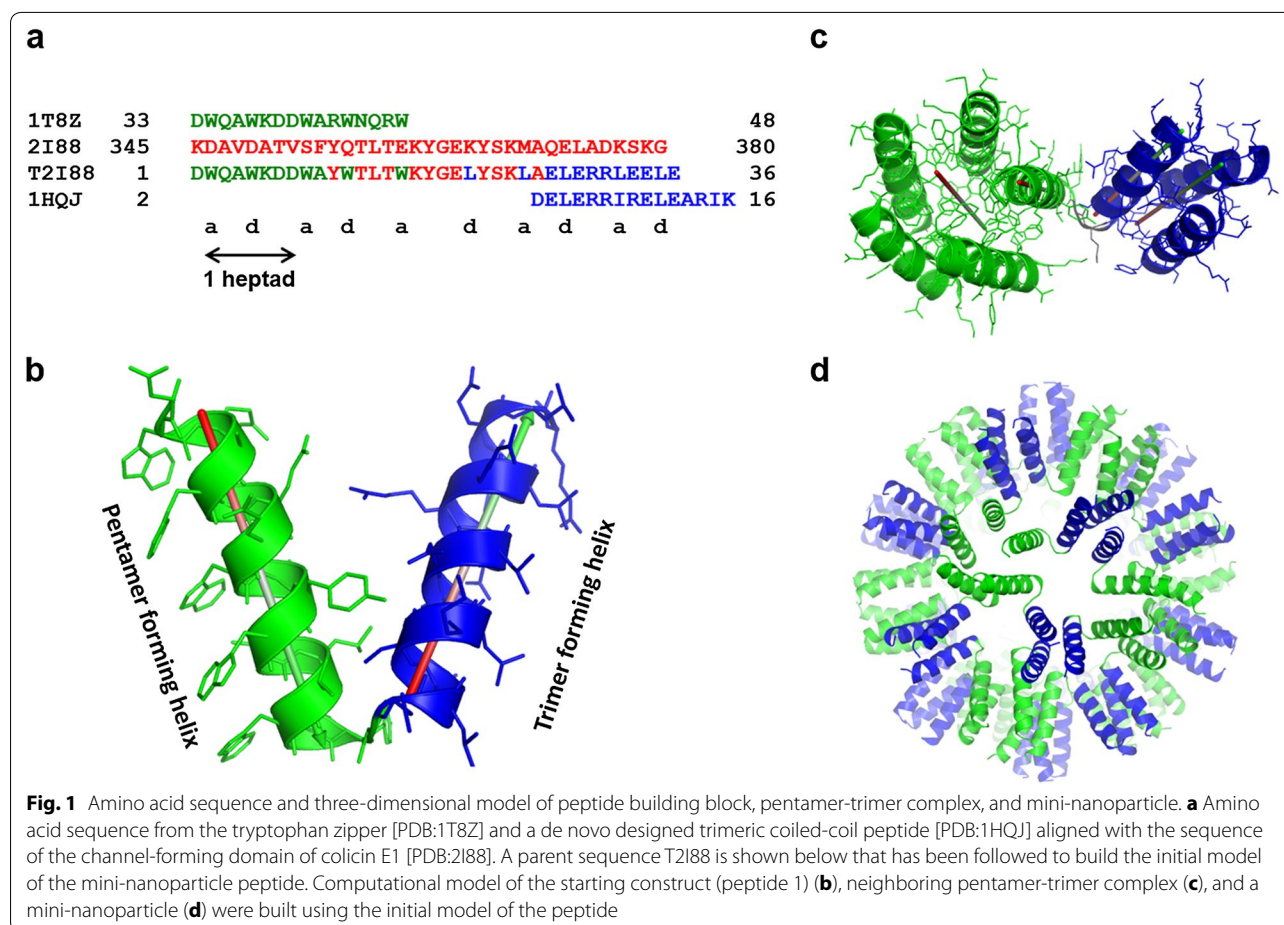 a
1T8Z 33 DWQAWKDDWARWNQRW 48
2I88 345 KDAVDATVSFYQTLTEKYGEKYSKMAQELADKSKG 380
T2I88 1 DWQAWKDDWAYWTLTWKYGELYSKLAELERRLEELE 36
1HQJ 2 DELERRIRELEARIK 16
a d a d a d a d a d
1 heptad
b
Pentamer forming helix
Trimer forming helix
c
d
Fig. 1 Amino acid sequence and three-dimensional model of peptide building block, pentamer-trimer complex, and mini-nanoparticle. a Amino
acid sequence from the tryptophan zipper [PDB:1T8Z] and a de novo designed trimeric coiled-coil peptide [PDB:1HQJ] aligned with the sequence
of the channel-forming domain of colicin E1 [PDB:2I88]. A parent sequence T2I88 is shown below that has been followed to build the initial model
of the mini-nanoparticle peptide. Computational model of the starting construct (peptide 1) (b), neighboring pentamer-trimer complex (c), and a
mini-nanoparticle (d) were built using the initial model of the peptide